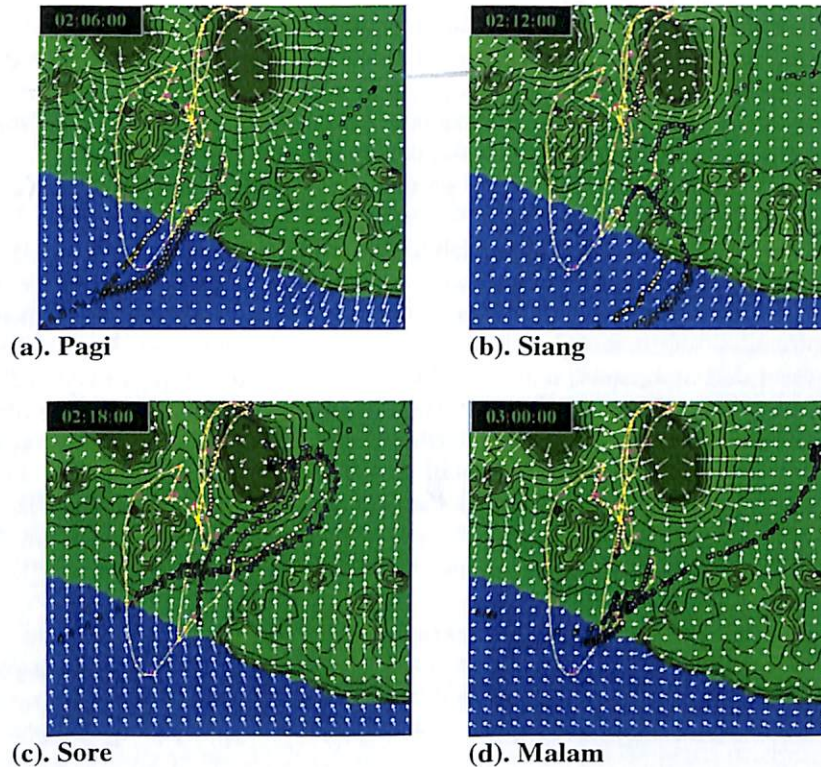 02:06:00
02:12:00
(a). Pagi
(b). Siang
02:18:00
03:00:00
(c). Sore
(d). Malam